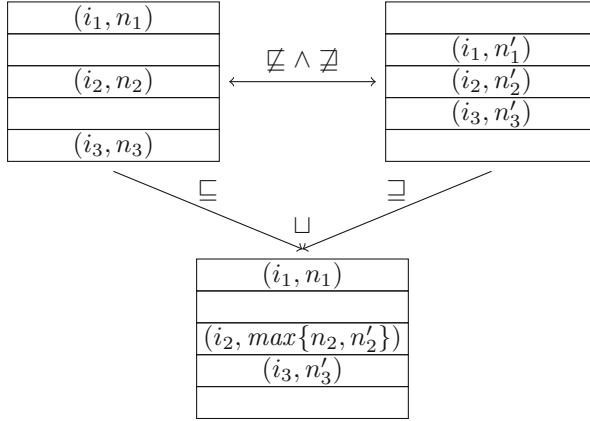 (i₁, n₁)
(i₂, n₂)
(i₃, n₃)
⋢ ∧ ⋣
(i₁, n′₁)
(i₂, n′₂)
(i₃, n′₃)
⊑
⊒
⊔
(i₁, n₁)
(i₂, max{n₂, n′₂})
(i₃, n′₃)